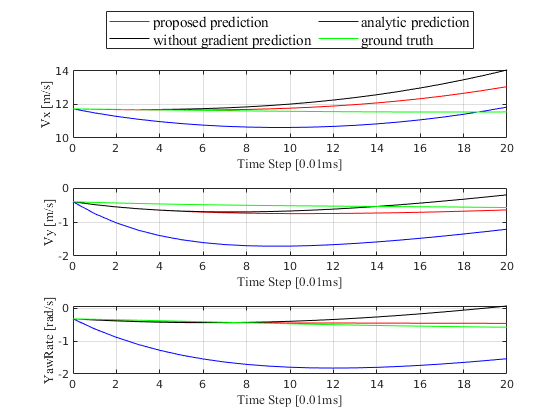 proposed prediction analytic prediction
without gradient prediction ground truth
14
12
10
Vx [m/s]
0 2 4 6 8 10 12 14 16 18 20
Time Step [0.01ms]
0
-1
-2
Vy [m/s]
0 2 4 6 8 10 12 14 16 18 20
Time Step [0.01ms]
0
-1
-2
YawRate [rad/s]
0 2 4 6 8 10 12 14 16 18 20
Time Step [0.01ms]